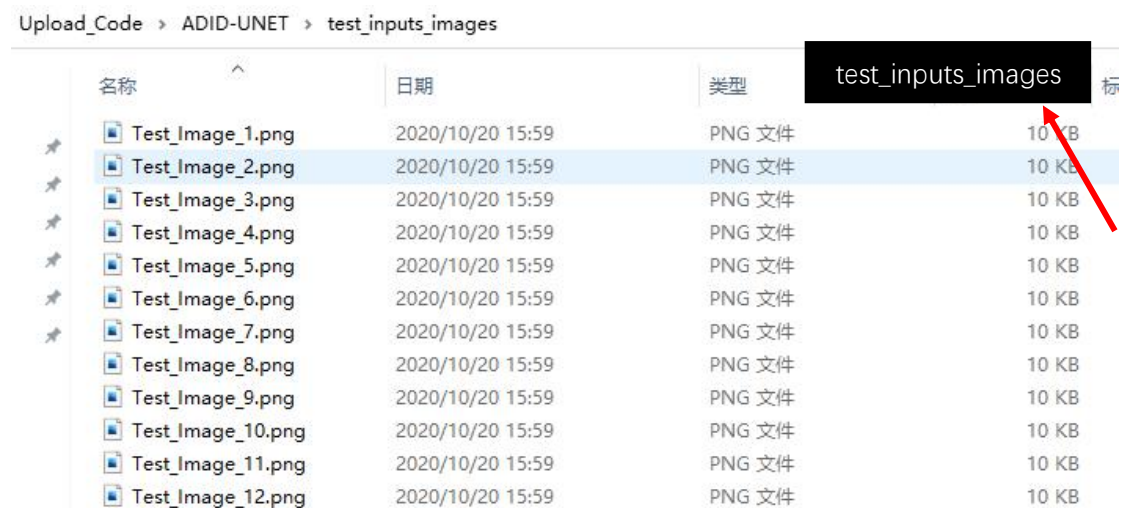 Upload_Code > ADID-UNET > test_inputs_images
名称 日期 类型 test_inputs_images 标
Test_Image_1.png 2020/10/20 15:59 PNG 文件 10 KB
Test_Image_2.png 2020/10/20 15:59 PNG 文件 10 KB
Test_Image_3.png 2020/10/20 15:59 PNG 文件 10 KB
Test_Image_4.png 2020/10/20 15:59 PNG 文件 10 KB
Test_Image_5.png 2020/10/20 15:59 PNG 文件 10 KB
Test_Image_6.png 2020/10/20 15:59 PNG 文件 10 KB
Test_Image_7.png 2020/10/20 15:59 PNG 文件 10 KB
Test_Image_8.png 2020/10/20 15:59 PNG 文件 10 KB
Test_Image_9.png 2020/10/20 15:59 PNG 文件 10 KB
Test_Image_10.png 2020/10/20 15:59 PNG 文件 10 KB
Test_Image_11.png 2020/10/20 15:59 PNG 文件 10 KB
Test_Image_12.png 2020/10/20 15:59 PNG 文件 10 KB